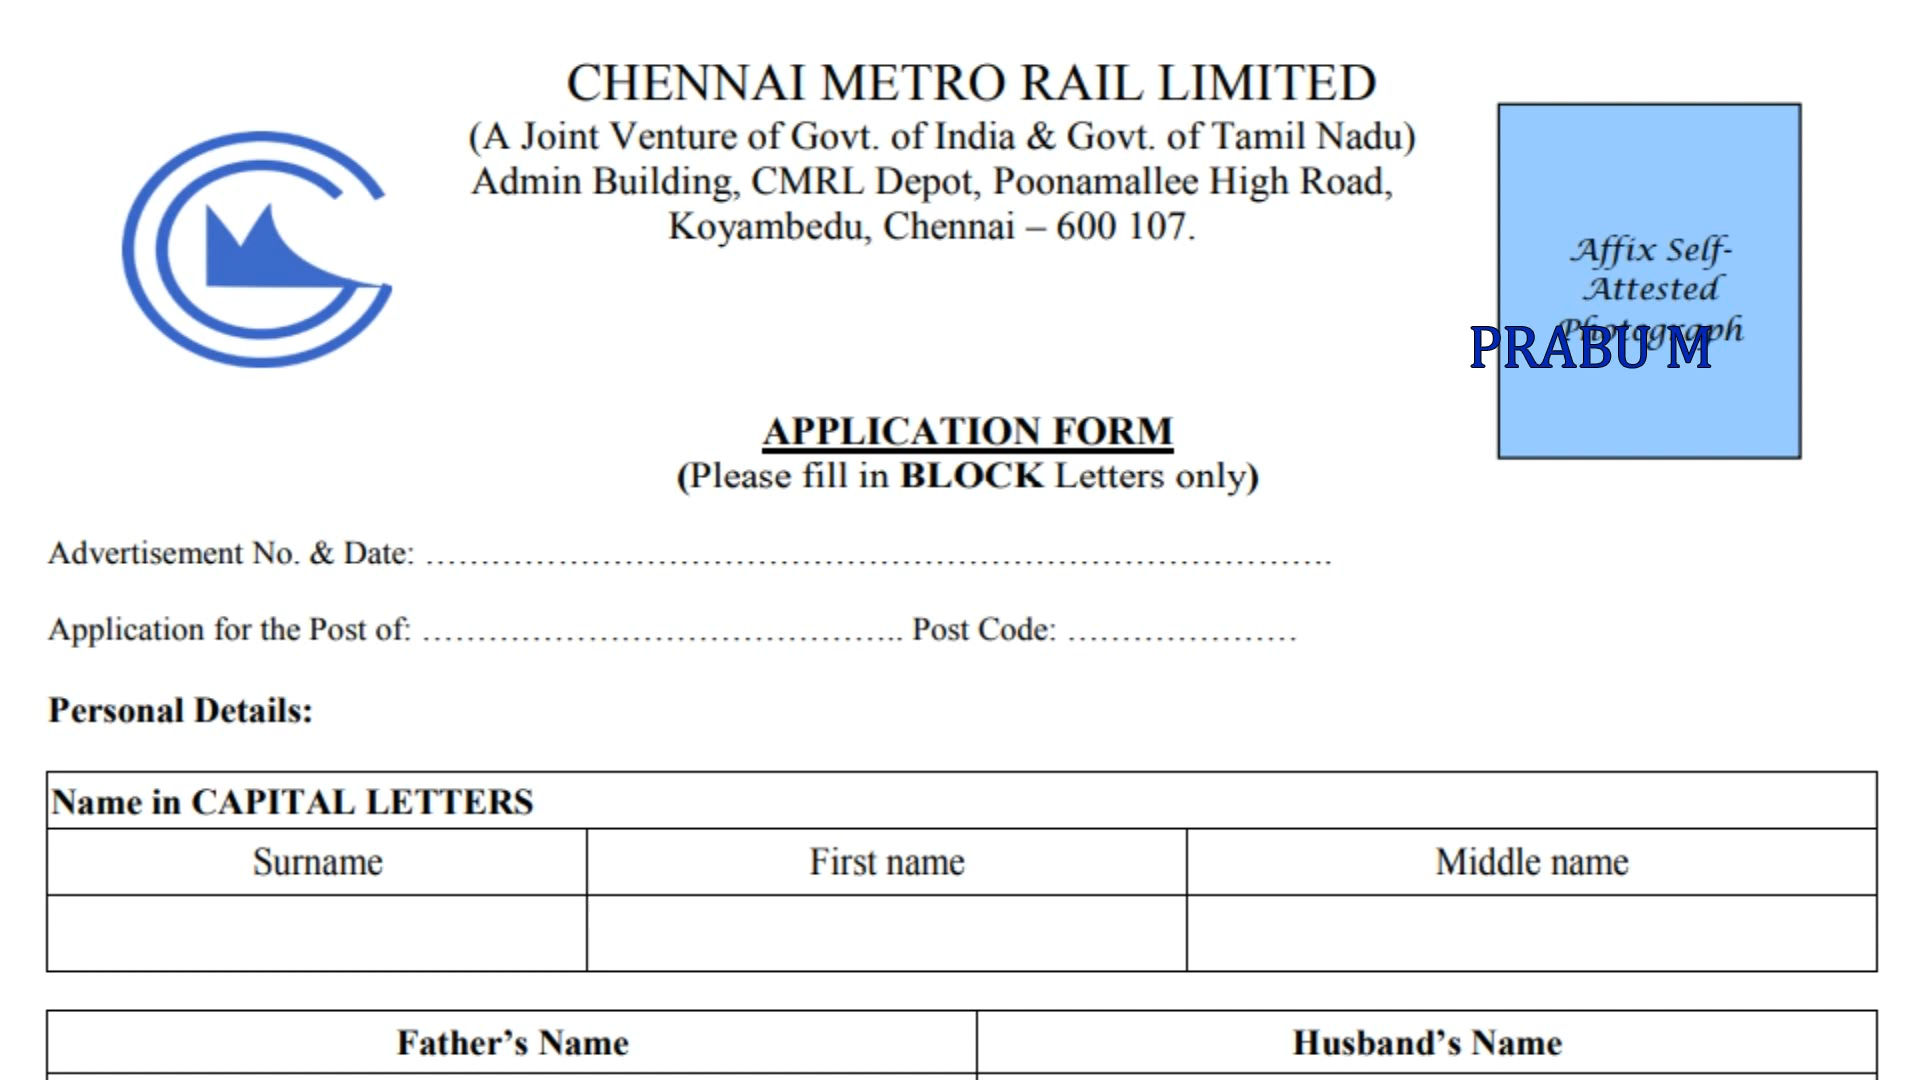 CHENNAI METRO RAIL LIMITED
(A Joint Venture of Govt. of India & Govt. of Tamil Nadu)
Admin Building, CMRL Depot, Poonamallee High Road,
Koyambedu, Chennai – 600 107.
Affix Self-
Attested
Photograph
PRABU M
APPLICATION FORM
(Please fill in BLOCK Letters only)
Advertisement No. & Date: ……………………………………………………………………….
Application for the Post of: …………………………………….. Post Code: …………………
Personal Details:
Name in CAPITAL LETTERS
Surname First name Middle name
Father’s Name Husband’s Name